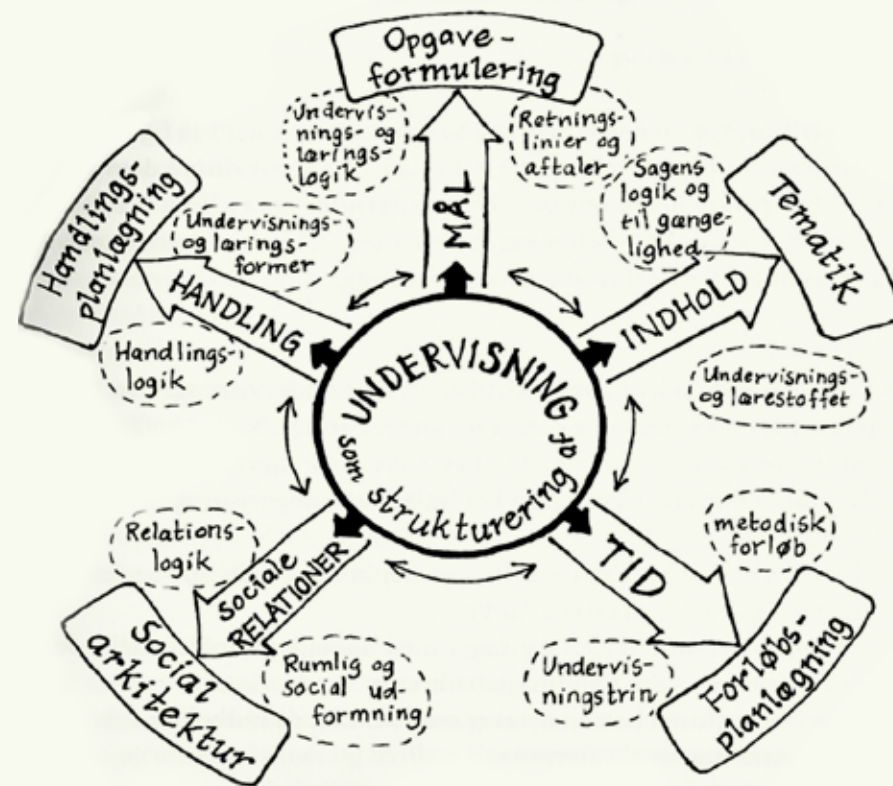 Opgave-
formulering
Undervis-
nings- og
lærings-
logik
Retnings-
linier og
aftaler
MÅL
Sagens
logik og
tilgænge-
lighed
Tematik
INDHOLD
Undervisnings-
og lærestoffet
metodisk
forløb
TID
Forløbs-
planlægning
Undervis-
ningstrin
Rumlig og
social ud-
formning
Sociale
RELATIONER
Social
arkitektur
Relations-
logik
Handlings-
logik
HANDLING
Undervisnings-
og lærings-
former
Handlings-
planlægning
UNDERVISNING
som strukturering af